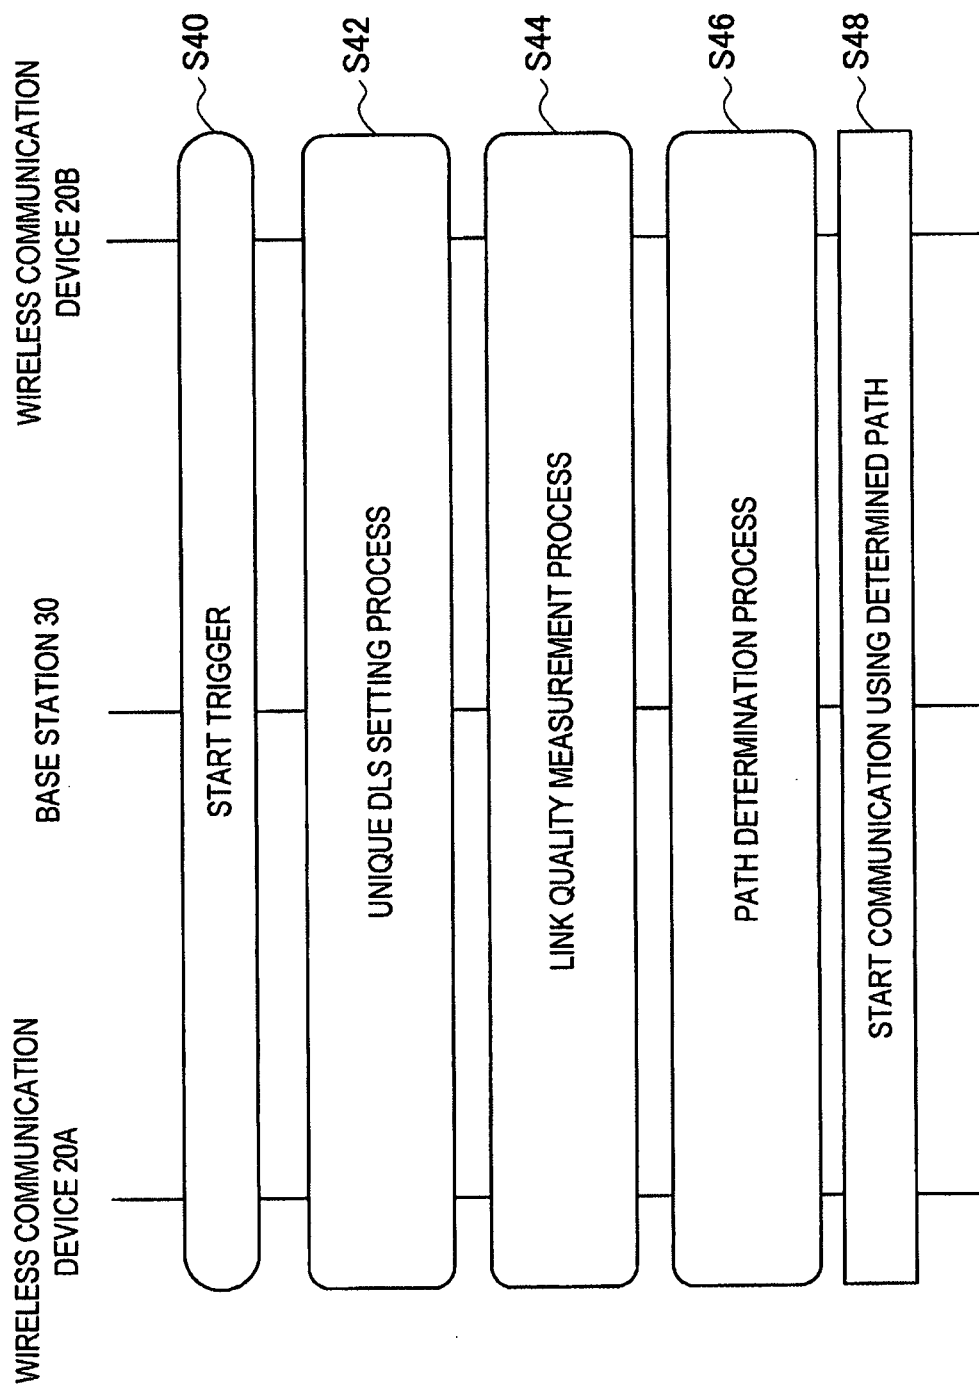 WIRELESS COMMUNICATION
DEVICE 20A
BASE STATION 30
WIRELESS COMMUNICATION
DEVICE 20B
START TRIGGER
S40
UNIQUE DLS SETTING PROCESS
S42
LINK QUALITY MEASUREMENT PROCESS
S44
PATH DETERMINATION PROCESS
S46
START COMMUNICATION USING DETERMINED PATH
S48